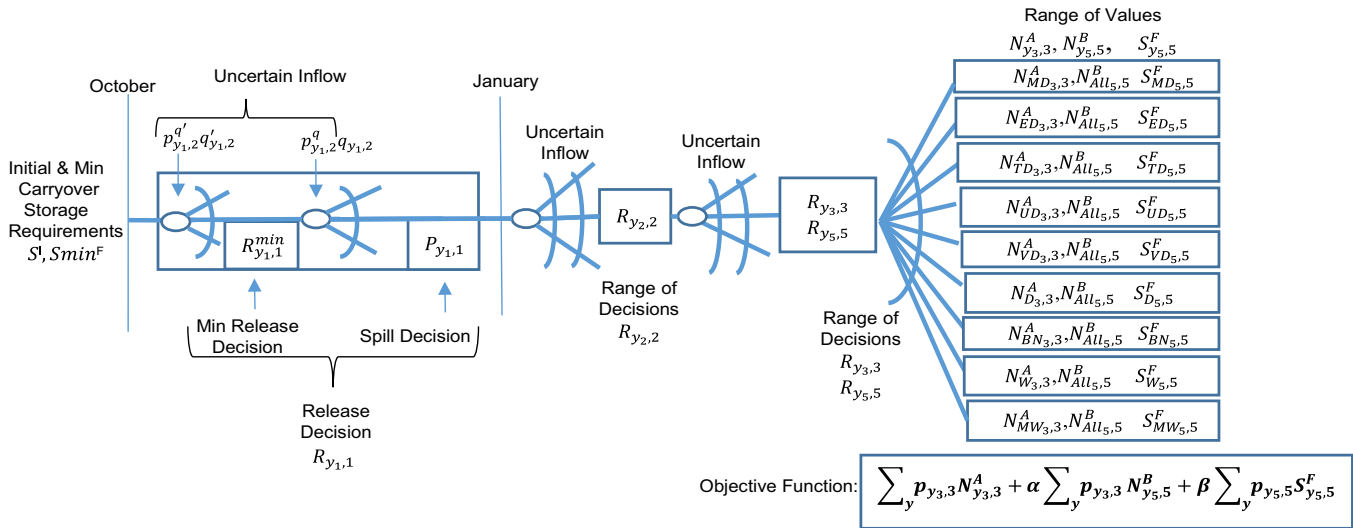 Range of Values
N^A_{y_3,3}, N^B_{y_5,5}, S^F_{y_5,5}
October
Uncertain Inflow
January
N^A_{MD_3,3},N^B_{All_5,5} S^F_{MD_5,5}
Uncertain
Inflow
Uncertain
Inflow
N^A_{ED_3,3},N^B_{All_5,5} S^F_{ED_5,5}
p^{q'}_{y_1,2}q'_{y_1,2}
p^q_{y_1,2}q_{y_1,2}
N^A_{TD_3,3},N^B_{All_5,5} S^F_{TD_5,5}
Initial & Min
Carryover
Storage
Requirements
S^I, Smin^F
R^{min}_{y_1,1}
P_{y_1,1}
R_{y_2,2}
R_{y_3,3}
R_{y_5,5}
N^A_{UD_3,3},N^B_{All_5,5} S^F_{UD_5,5}
N^A_{VD_3,3},N^B_{All_5,5} S^F_{VD_5,5}
N^A_{D_3,3},N^B_{All_5,5} S^F_{D_5,5}
N^A_{BN_3,3},N^B_{All_5,5} S^F_{BN_5,5}
N^A_{W_3,3},N^B_{All_5,5} S^F_{W_5,5}
N^A_{MW_3,3},N^B_{All_5,5} S^F_{MW_5,5}
Min Release
Decision
Spill Decision
Range of
Decisions
R_{y_2,2}
Range of
Decisions
R_{y_3,3}
R_{y_5,5}
Release
Decision
R_{y_1,1}
Objective Function: ∑_y p_{y_3,3} N^A_{y_3,3} + α ∑_y p_{y_3,3} N^B_{y_5,5} + β ∑_y p_{y_5,5} S^F_{y_5,5}